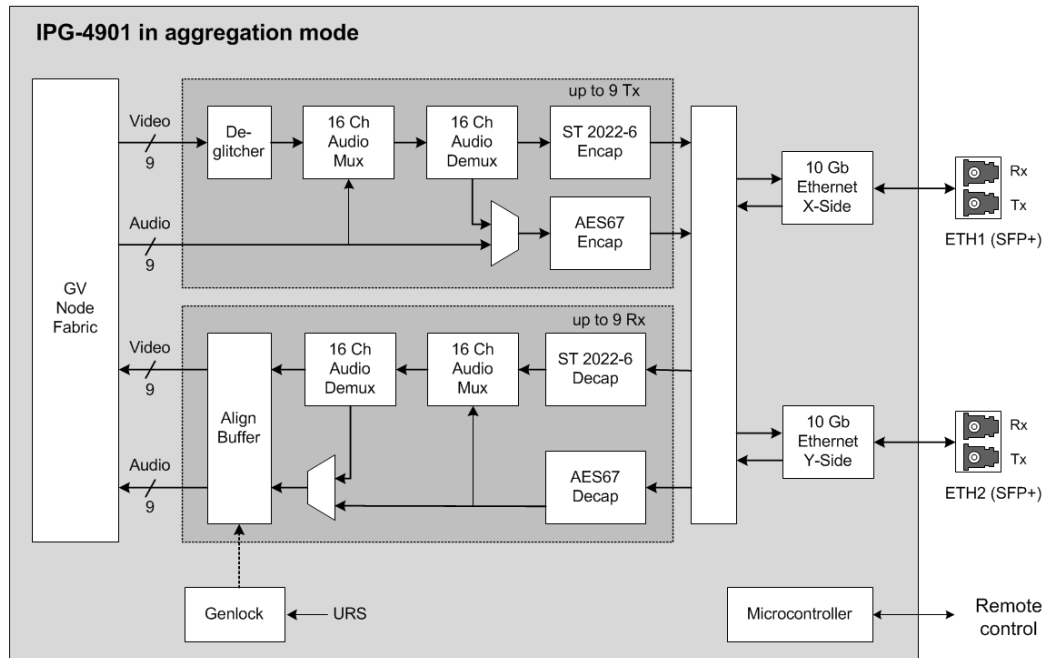 IPG-4901 in aggregation mode
up to 9 Tx
Video
9
De-
glitcher
16 Ch
Audio
Mux
16 Ch
Audio
Demux
ST 2022-6
Encap
Audio
9
AES67
Encap
10 Gb
Ethernet
X-Side
Rx
Tx
ETH1 (SFP+)
GV
Node
Fabric
up to 9 Rx
Video
9
Align
Buffer
16 Ch
Audio
Demux
16 Ch
Audio
Mux
ST 2022-6
Decap
Audio
9
AES67
Decap
10 Gb
Ethernet
Y-Side
Rx
Tx
ETH2 (SFP+)
Genlock
URS
Microcontroller
Remote
control